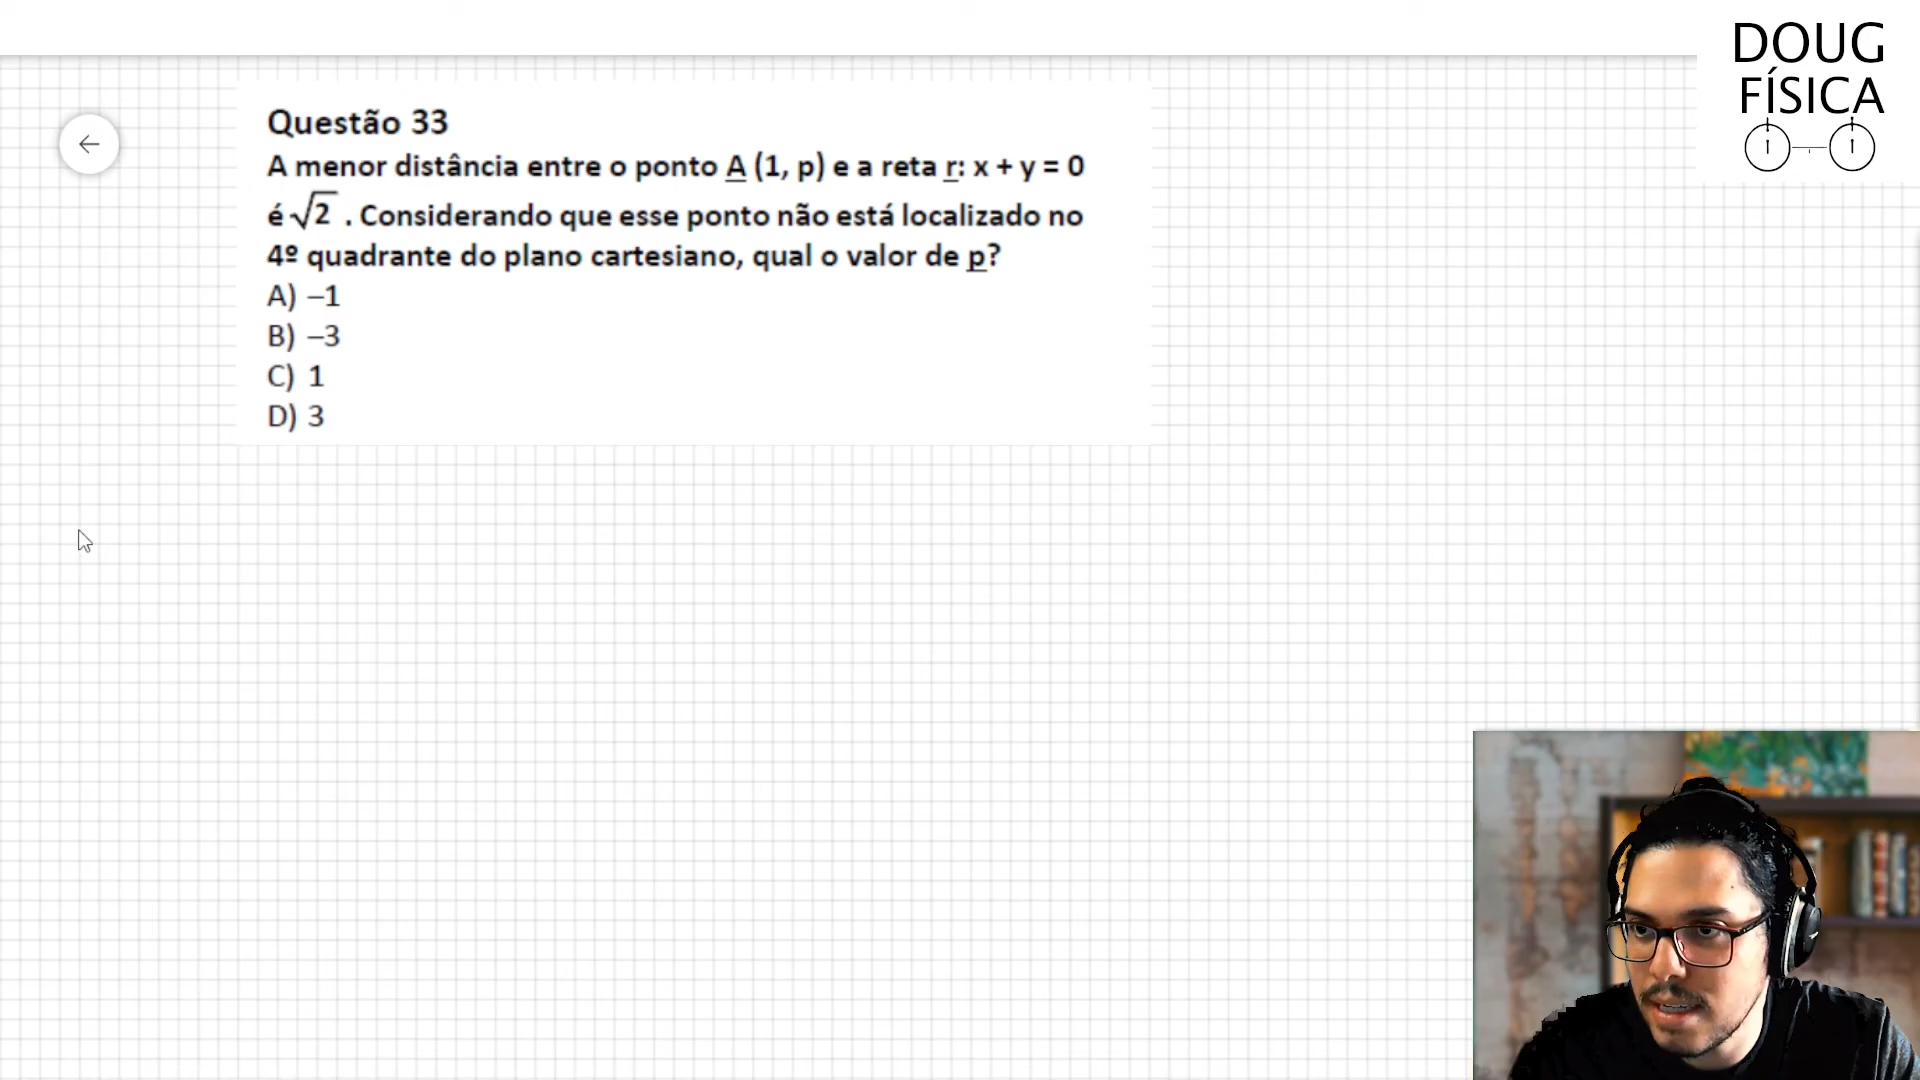 DOUG
FÍSICA
Questão 33
A menor distância entre o ponto A (1, p) e a reta r: x + y = 0
é √2 . Considerando que esse ponto não está localizado no
4º quadrante do plano cartesiano, qual o valor de p?
A) –1
B) –3
C) 1
D) 3